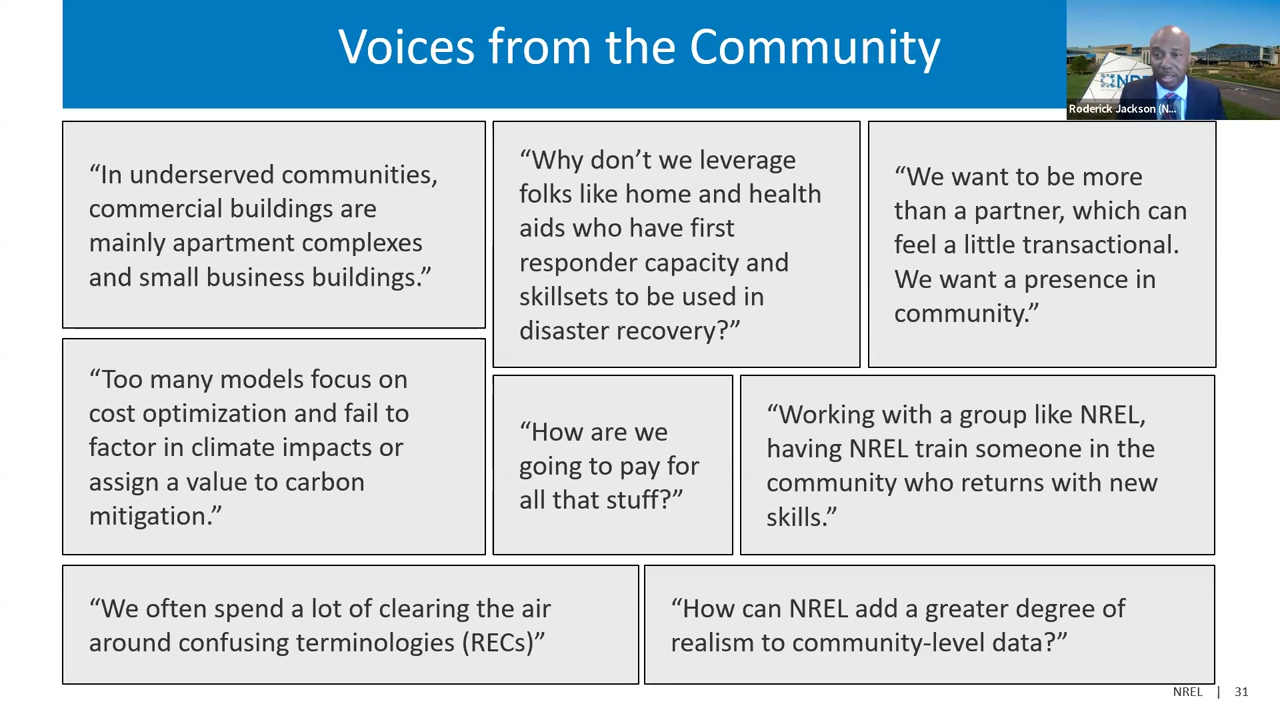 Voices from the Community
Roderick Jackson (N...
“In underserved communities,
commercial buildings are
mainly apartment complexes
and small business buildings.”
“Why don’t we leverage
folks like home and health
aids who have first
responder capacity and
skillsets to be used in
disaster recovery?”
“We want to be more
than a partner, which can
feel a little transactional.
We want a presence in
community.”
“Too many models focus on
cost optimization and fail to
factor in climate impacts or
assign a value to carbon
mitigation.”
“How are we
going to pay for
all that stuff?”
“Working with a group like NREL,
having NREL train someone in the
community who returns with new
skills.”
“We often spend a lot of clearing the air
around confusing terminologies (RECs)”
“How can NREL add a greater degree of
realism to community-level data?”
NREL | 31